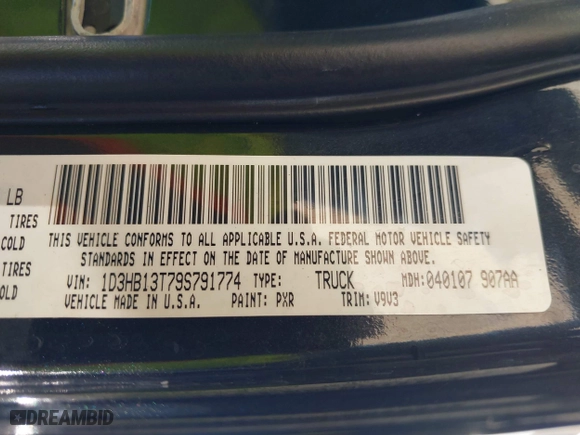 LB
TIRES
COLD
TIRES
COLD
THIS VEHICLE CONFORMS TO ALL APPLICABLE U.S.A. FEDERAL MOTOR VEHICLE SAFETY
STANDARDS IN EFFECT ON THE DATE OF MANUFACTURE SHOWN ABOVE.
VIN: 1D3HB13T79S791774 TYPE: TRUCK MDH: 040107 907AA
VEHICLE MADE IN U.S.A. PAINT: PXR TRIM: V9V3
DREAMBID